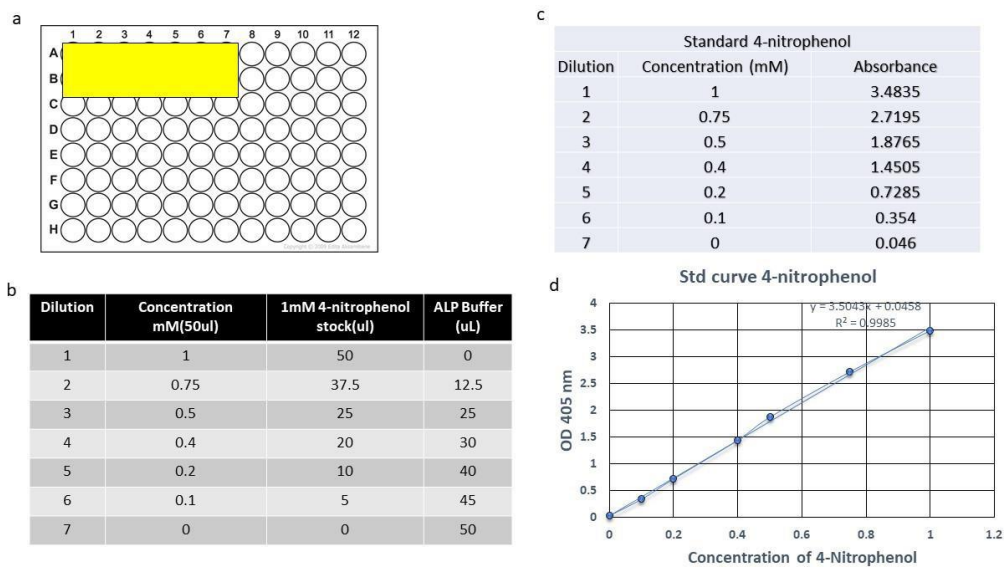 a
1 2 3 4 5 6 7 8 9 10 11 12
A
B
C
D
E
F
G
H
b
Dilution Concentration mM(50ul) 1mM 4-nitrophenol stock(ul) ALP Buffer (uL)
1 1 50 0
2 0.75 37.5 12.5
3 0.5 25 25
4 0.4 20 30
5 0.2 10 40
6 0.1 5 45
7 0 0 50
c
Standard 4-nitrophenol
Dilution Concentration (mM) Absorbance
1 1 3.4835
2 0.75 2.7195
3 0.5 1.8765
4 0.4 1.4505
5 0.2 0.7285
6 0.1 0.354
7 0 0.046
d
Std curve 4-nitrophenol
y = 3.5043x + 0.0458
R² = 0.9985
OD 405 nm
4
3.5
3
2.5
2
1.5
1
0.5
0
0 0.2 0.4 0.6 0.8 1 1.2
Concentration of 4-Nitrophenol